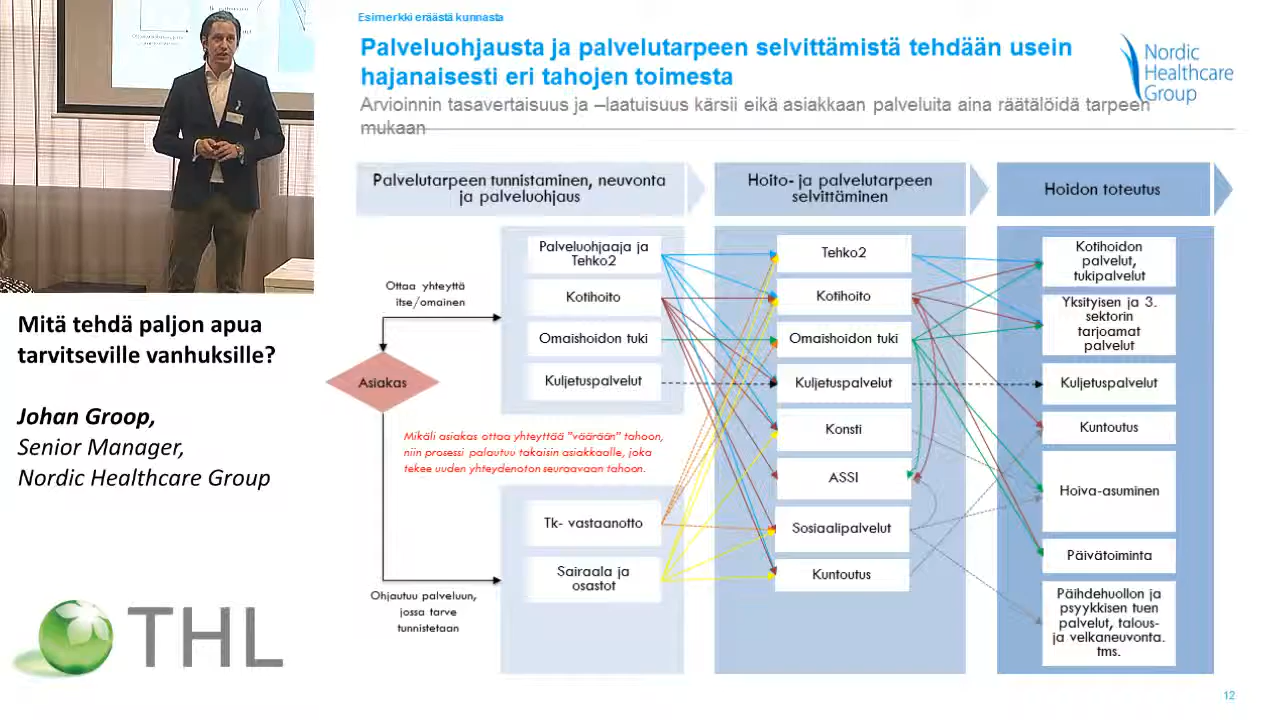 Esimerkki eräästä kunnasta
Palveluohjausta ja palvelutarpeen selvittämistä tehdään usein
hajanaisesti eri tahojen toimesta
Arvioinnin tasavertaisuus ja –laatuisuus kärsii eikä asiakkaan palveluita aina räätälöidä tarpeen
mukaan
Nordic
Healthcare
Group
Palvelutarpeen tunnistaminen, neuvonta
ja palveluohjaus
Hoito- ja palvelutarpeen
selvittäminen
Hoidon toteutus
Ottaa yhteyttä
itse/omainen
Asiakas
Ohjautuu palveluun,
jossa tarve
tunnistetaan
Palveluohjaaja ja
Tehko2
Kotihoito
Omaishoidon tuki
Kuljetuspalvelut
Mikäli asiakas ottaa yhteyttää "väärään" tahoon,
niin prosessi palautuu takaisin asiakkaalle, joka
tekee uuden yhteydenoton seuraavaan tahoon.
Tk- vastaanotto
Sairaala ja
osastot
Tehko2
Kotihoito
Omaishoidon tuki
Kuljetuspalvelut
Konsti
ASSI
Sosiaalipalvelut
Kuntoutus
Kotihoidon
palvelut,
tukipalvelut
Yksityisen ja 3.
sektorin
tarjoamat
palvelut
Kuljetuspalvelut
Kuntoutus
Hoiva-asuminen
Päivätoiminta
Päihdehuollon ja
psyykkisen tuen
palvelut, talous-
ja velkaneuvonta.
tms.
12
Mitä tehdä paljon apua
tarvitseville vanhuksille?
Johan Groop,
Senior Manager,
Nordic Healthcare Group
THL